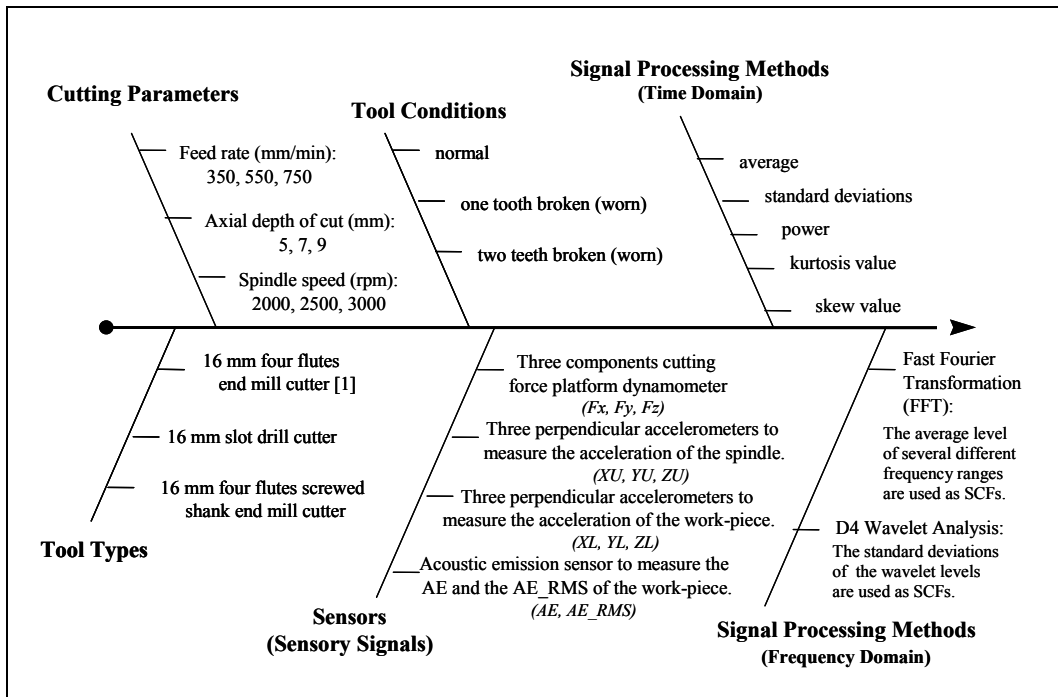 Cutting Parameters
Feed rate (mm/min):
350, 550, 750
Axial depth of cut (mm):
5, 7, 9
Spindle speed (rpm):
2000, 2500, 3000
Tool Conditions
normal
one tooth broken (worn)
two teeth broken (worn)
Signal Processing Methods
(Time Domain)
average
standard deviations
power
kurtosis value
skew value
16 mm four flutes
end mill cutter [1]
16 mm slot drill cutter
16 mm four flutes screwed
shank end mill cutter
Tool Types
Three components cutting
force platform dynamometer
(Fx, Fy, Fz)
Three perpendicular accelerometers to
measure the acceleration of the spindle.
(XU, YU, ZU)
Three perpendicular accelerometers to
measure the acceleration of the work-piece.
(XL, YL, ZL)
Acoustic emission sensor to measure the
AE and the AE_RMS of the work-piece.
(AE, AE_RMS)
Sensors
(Sensory Signals)
Fast Fourier
Transformation
(FFT):
The average level
of several different
frequency ranges
are used as SCFs.
D4 Wavelet Analysis:
The standard deviations
of the wavelet levels
are used as SCFs.
Signal Processing Methods
(Frequency Domain)